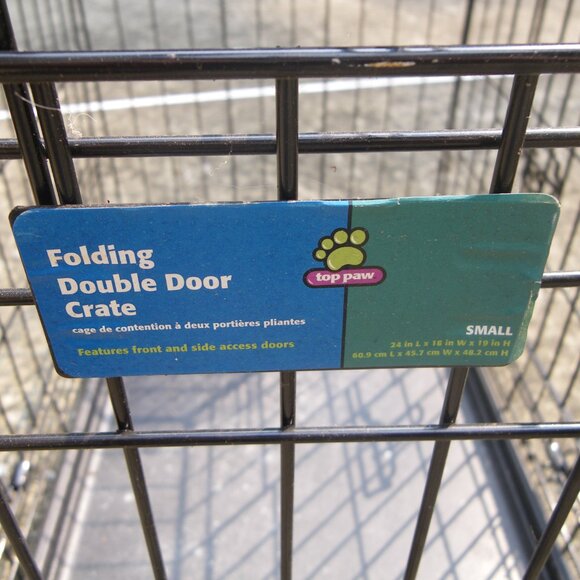 Folding
Double Door
Crate
cage de contention à deux portières pliantes
Features front and side access doors
top paw
SMALL
24 in L x 18 in W x 19 in H
60.9 cm L x 45.7 cm W x 48.2 cm H